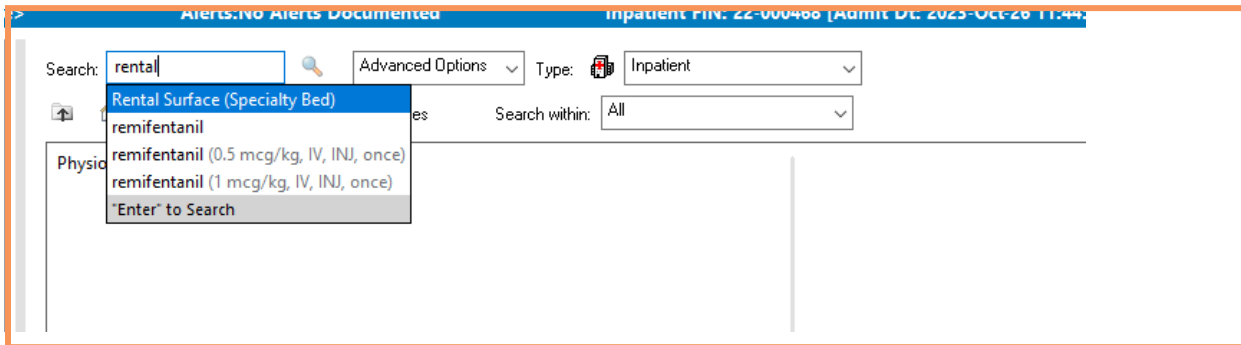 Alerts:No Alerts Documented Inpatient FIN: 22-000468 [Admit Dt: 2023-Oct-26 11:44:
Search: rental Advanced Options Type: Inpatient
Rental Surface (Specialty Bed)
es Search within: All
remifentanil
Physio
remifentanil (0.5 mcg/kg, IV, INJ, once)
remifentanil (1 mcg/kg, IV, INJ, once)
"Enter" to Search